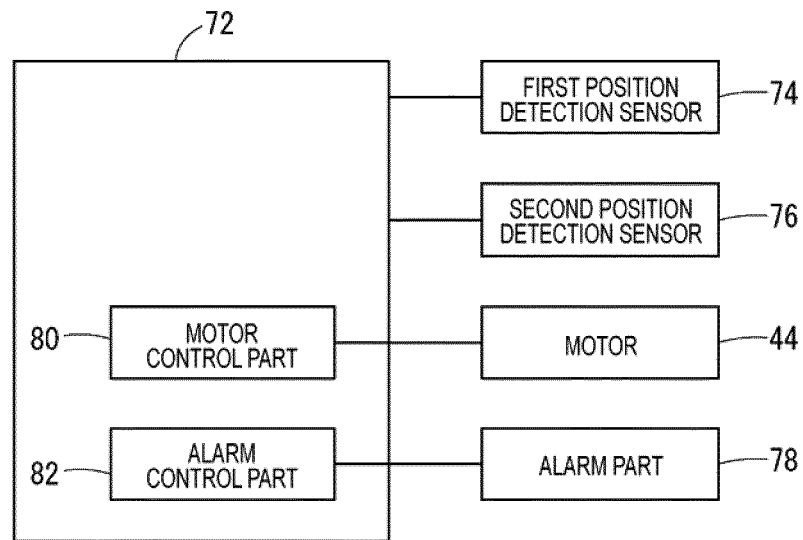 72
FIRST POSITION
DETECTION SENSOR
74
SECOND POSITION
DETECTION SENSOR
76
80
MOTOR
CONTROL PART
MOTOR
44
82
ALARM
CONTROL PART
ALARM PART
78